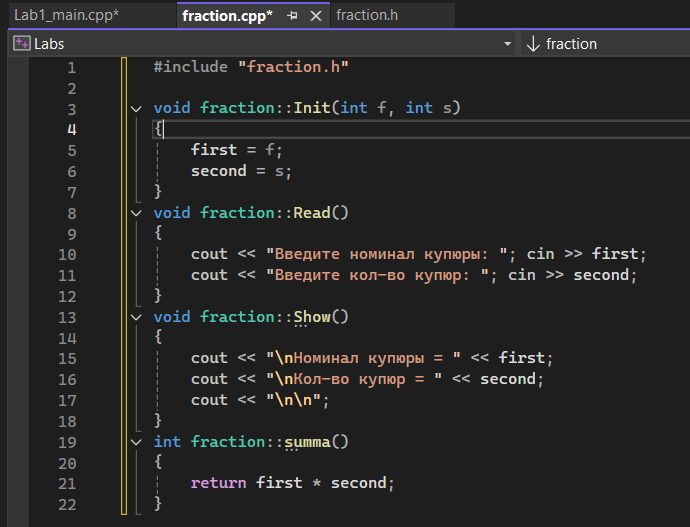 Lab1_main.cpp* fraction.cpp* fraction.h
Labs fraction
1 #include "fraction.h"
2
3 void fraction::Init(int f, int s)
4 {
5 first = f;
6 second = s;
7 }
8 void fraction::Read()
9 {
10 cout << "Введите номинал купюры: "; cin >> first;
11 cout << "Введите кол-во купюр: "; cin >> second;
12 }
13 void fraction::Show()
14 {
15 cout << "\nНоминал купюры = " << first;
16 cout << "\nКол-во купюр = " << second;
17 cout << "\n\n";
18 }
19 int fraction::summa()
20 {
21 return first * second;
22 }